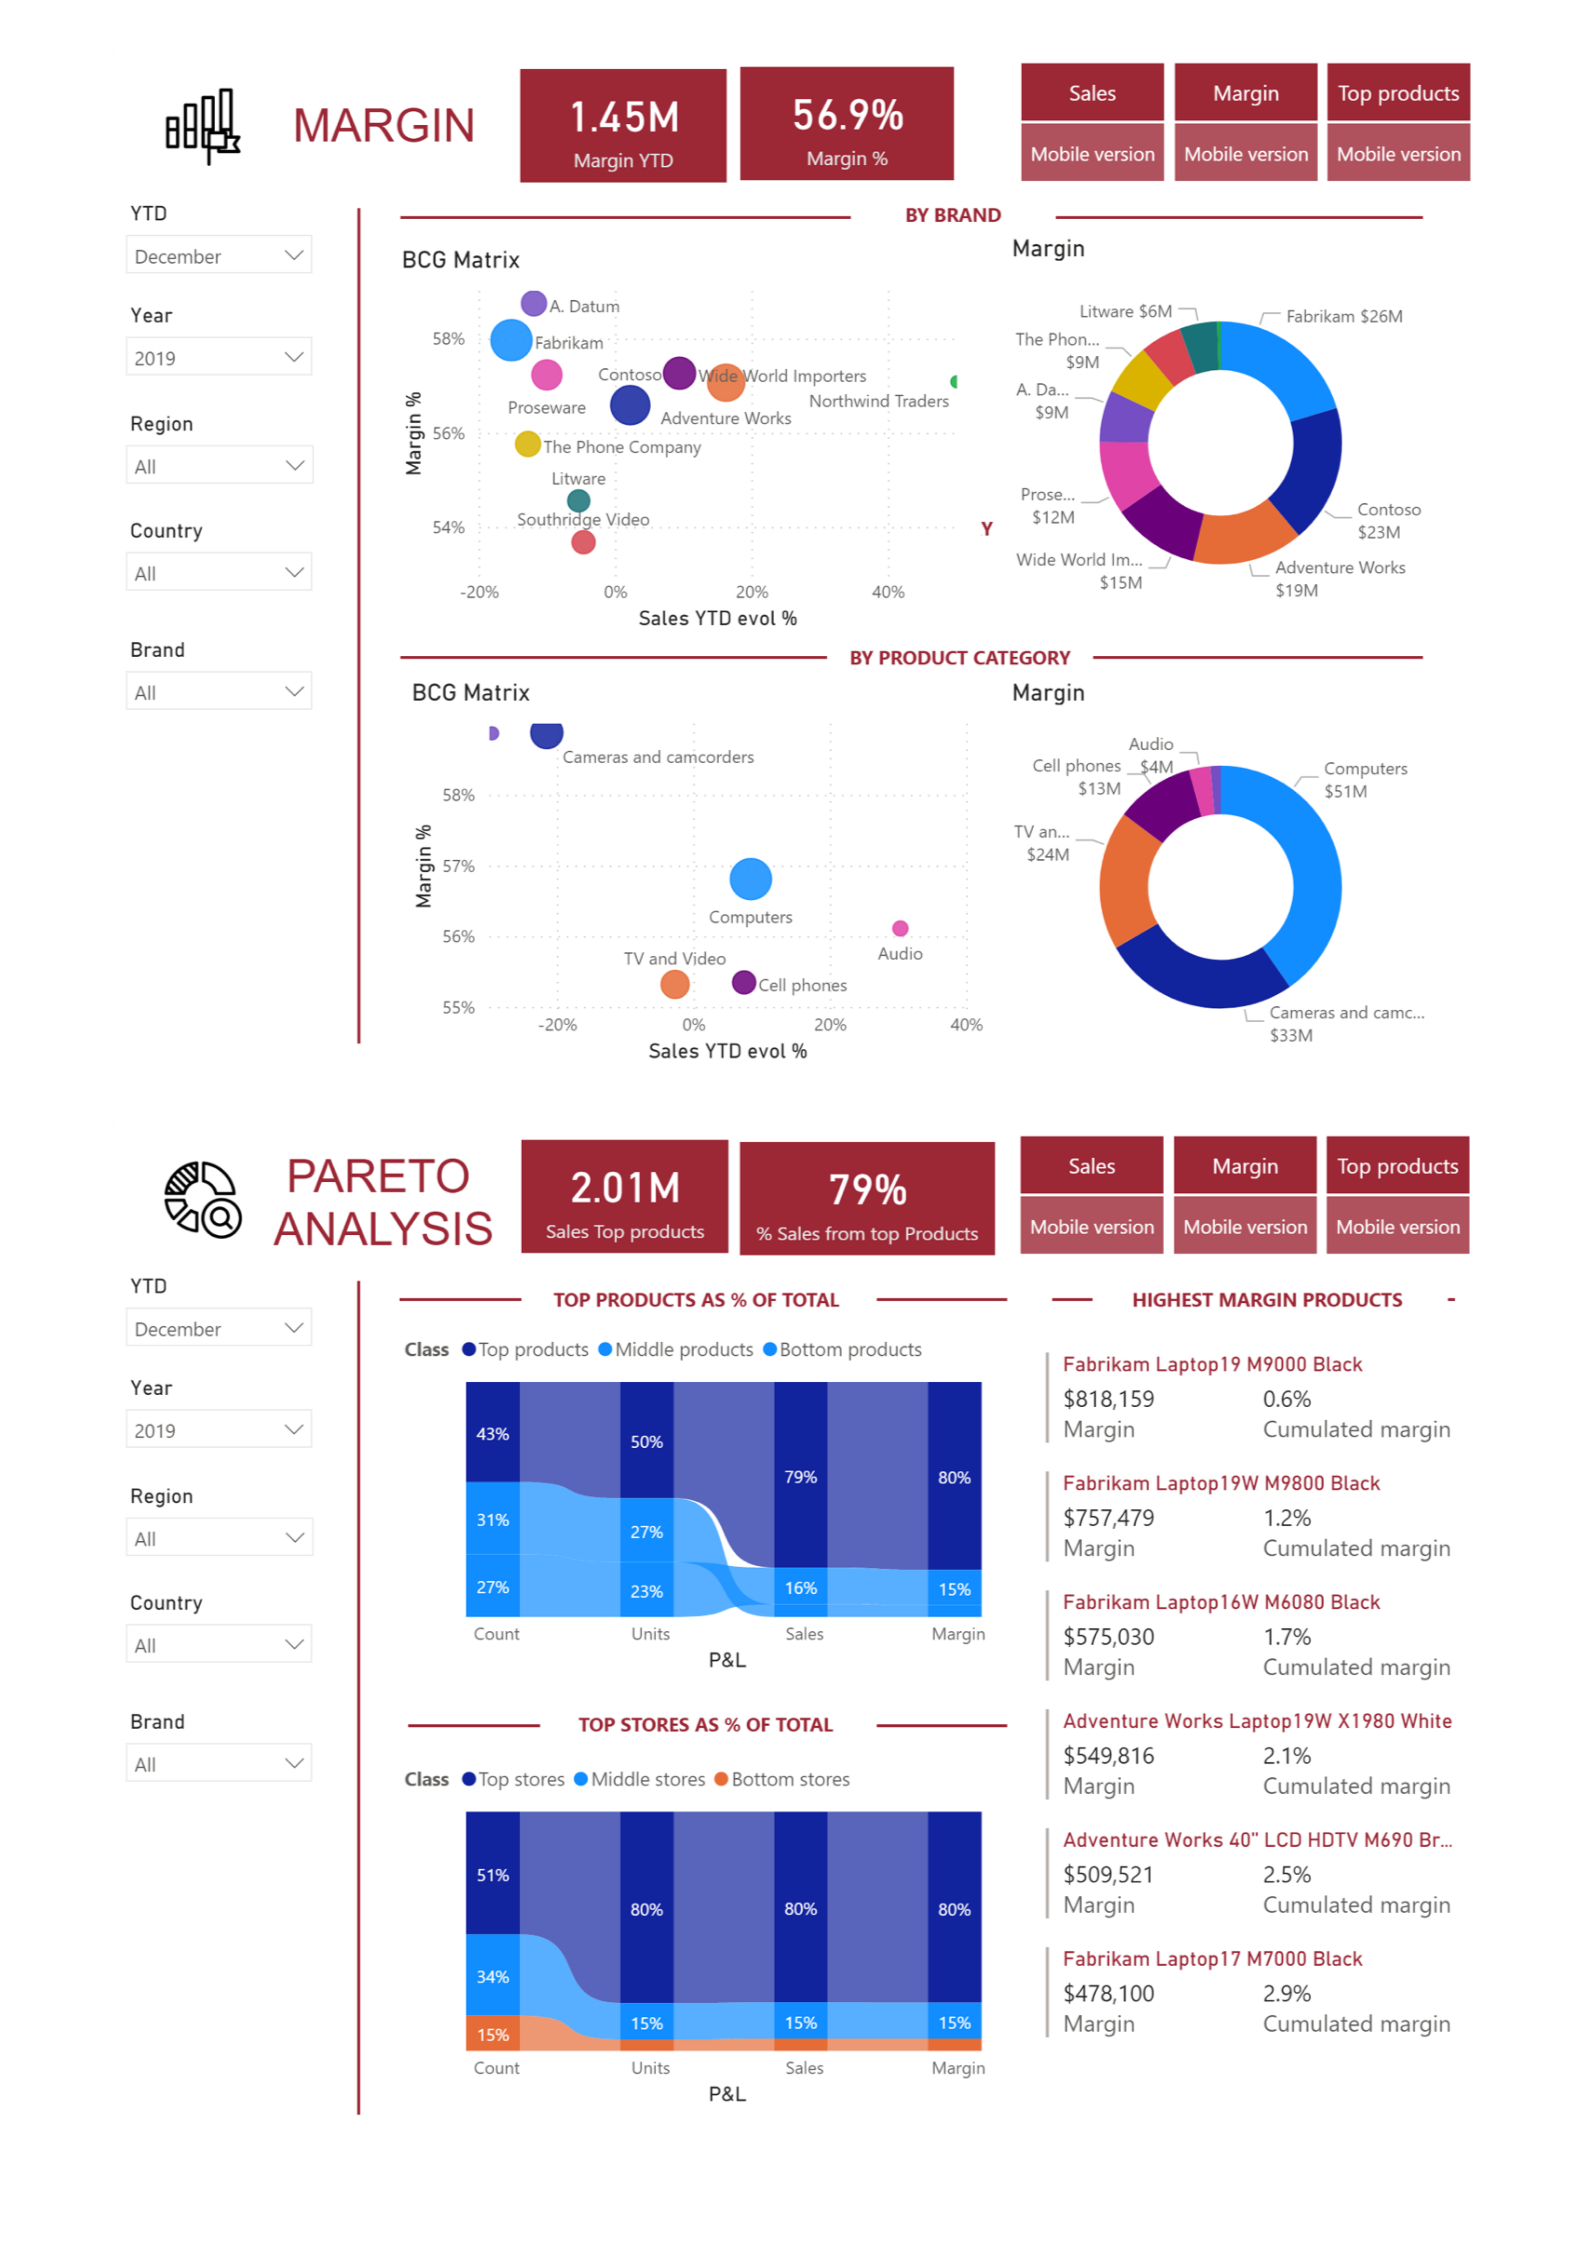 MARGIN
1.45M
Margin YTD
56.9%
Margin %
Sales
Margin
Top products
Mobile version
Mobile version
Mobile version
YTD
December
Year
2019
Region
All
Country
All
Brand
All
BY BRAND
BCG Matrix
Margin %
58%
56%
54%
A. Datum
Fabrikam
Proseware
Contoso
Wide World Importers
Northwind Traders
Adventure Works
The Phone Company
Litware
Southridge Video
-20%
0%
20%
40%
Sales YTD evol %
Y
Margin
Litware $6M
Fabrikam $26M
The Phon...
$9M
A. Da...
$9M
Prose...
$12M
Wide World Im...
$15M
Contoso
$23M
Adventure Works
$19M
BY PRODUCT CATEGORY
BCG Matrix
Margin %
58%
57%
56%
55%
Cameras and camcorders
Computers
Audio
TV and Video
Cell phones
-20%
0%
20%
40%
Sales YTD evol %
Margin
Audio
$4M
Cell phones
$13M
Computers
$51M
TV an...
$24M
Cameras and camc...
$33M
PARETO
ANALYSIS
2.01M
Sales Top products
79%
% Sales from top Products
Sales
Margin
Top products
Mobile version
Mobile version
Mobile version
YTD
December
Year
2019
Region
All
Country
All
Brand
All
TOP PRODUCTS AS % OF TOTAL
Class Top products Middle products Bottom products
43%
50%
79%
80%
31%
27%
16%
15%
27%
23%
Count
Units
Sales
Margin
P&L
TOP STORES AS % OF TOTAL
Class Top stores Middle stores Bottom stores
51%
80%
80%
80%
34%
15%
15%
15%
15%
Count
Units
Sales
Margin
P&L
HIGHEST MARGIN PRODUCTS
Fabrikam Laptop19 M9000 Black
$818,159 0.6%
Margin Cumulated margin
Fabrikam Laptop19W M9800 Black
$757,479 1.2%
Margin Cumulated margin
Fabrikam Laptop16W M6080 Black
$575,030 1.7%
Margin Cumulated margin
Adventure Works Laptop19W X1980 White
$549,816 2.1%
Margin Cumulated margin
Adventure Works 40" LCD HDTV M690 Br...
$509,521 2.5%
Margin Cumulated margin
Fabrikam Laptop17 M7000 Black
$478,100 2.9%
Margin Cumulated margin